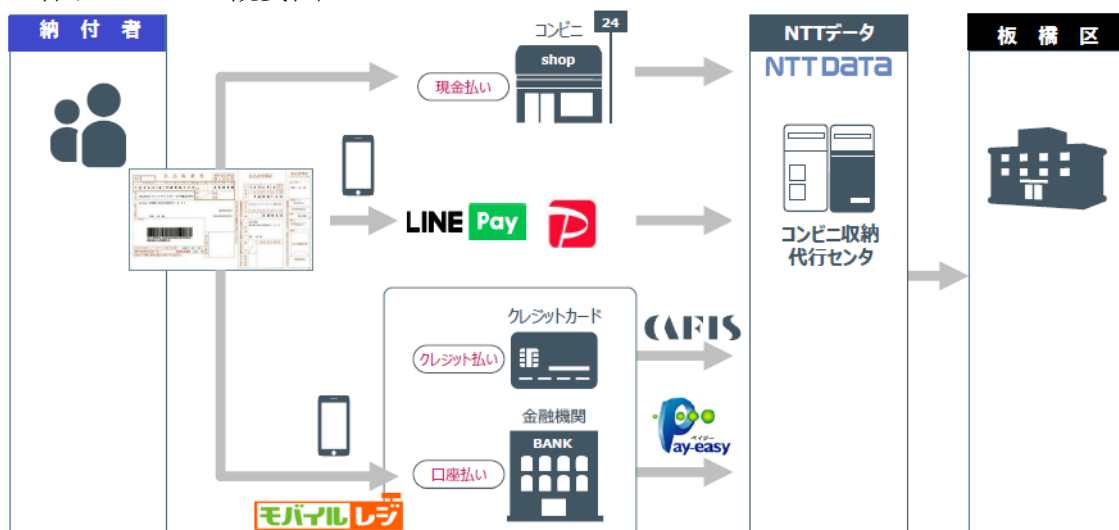 納付者
コンビニ
24
shop
現金払い
NTTデータ
NTT DATA
板橋区
LINE Pay
P
コンビニ収納
代行センタ
クレジットカード
クレジット払い
CAFIS
金融機関
BANK
口座払い
ペイジー
Pay-easy
モバイルレジ